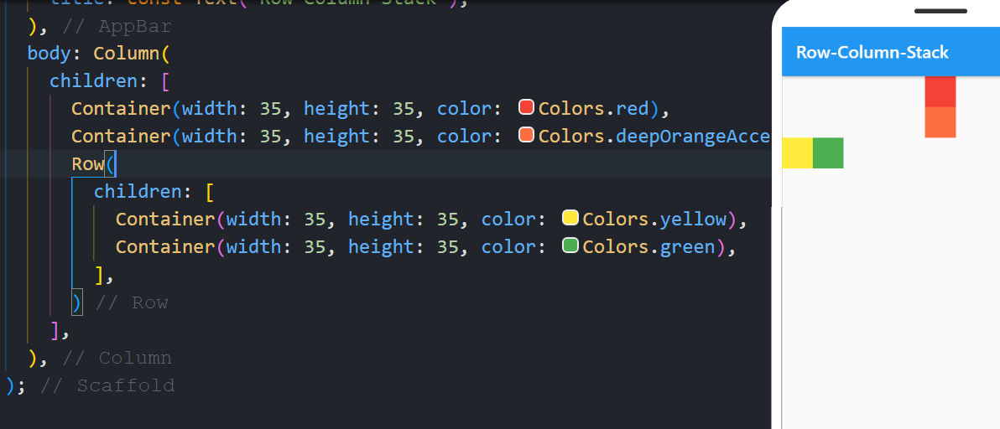 title: const Text("Row-Column-Stack"),
), // AppBar
body: Column(
children: [
Container(width: 35, height: 35, color: Colors.red),
Container(width: 35, height: 35, color: Colors.deepOrangeAcce
Row(
children: [
Container(width: 35, height: 35, color: Colors.yellow),
Container(width: 35, height: 35, color: Colors.green),
],
) // Row
],
), // Column
); // Scaffold
Row-Column-Stack